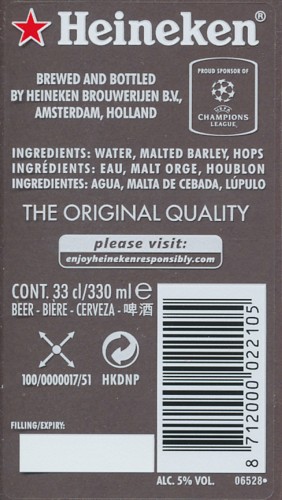 Heineken®
BREWED AND BOTTLED
BY HEINEKEN BROUWERIJEN B.V.,
AMSTERDAM, HOLLAND
PROUD SPONSOR OF
UEFA
CHAMPIONS
LEAGUE
INGREDIENTS: WATER, MALTED BARLEY, HOPS
INGRÉDIENTS: EAU, MALT ORGE, HOUBLON
INGREDIENTES: AGUA, MALTA DE CEBADA, LÚPULO
THE ORIGINAL QUALITY
please visit:
enjoyheinekenresponsibly.com
CONT. 33 cl/330 ml e
BEER - BIÈRE - CERVEZA - 啤酒
100/0000017/51
HKDNP
8 712000 022105
FILLING/EXPIRY:
ALC. 5% VOL.
06528•